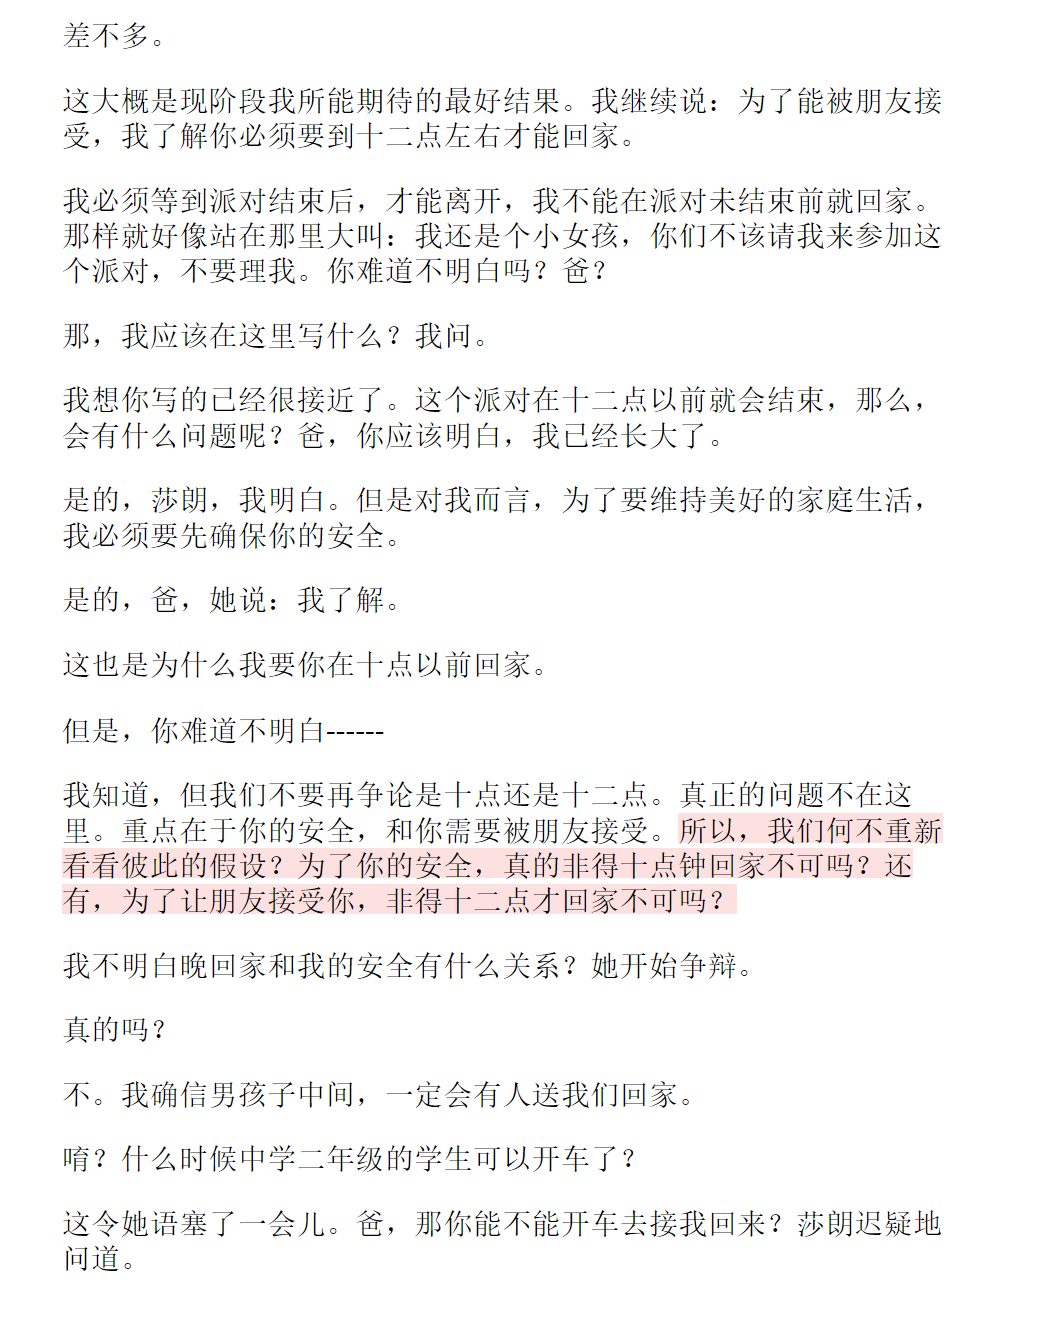 差不多。
这大概是现阶段我所能期待的最好结果。我继续说：为了能被朋友接
受，我了解你必须要到十二点左右才能回家。
我必须等到派对结束后，才能离开，我不能在派对未结束前就回家。
那样就好像站在那里大叫：我还是个小女孩，你们不该请我来参加这
个派对，不要理我。你难道不明白吗？爸？
那，我应该在这里写什么？我问。
我想你写的已经很接近了。这个派对在十二点以前就会结束，那么，
会有什么问题呢？爸，你应该明白，我已经长大了。
是的，莎朗，我明白。但是对我而言，为了要维持美好的家庭生活，
我必须要先确保你的安全。
是的，爸，她说：我了解。
这也是为什么我要你在十点以前回家。
但是，你难道不明白------
我知道，但我们不要再争论是十点还是十二点。真正的问题不在这
里。重点在于你的安全，和你需要被朋友接受。所以，我们何不重新
看看彼此的假设？为了你的安全，真的非得十点钟回家不可吗？还
有，为了让朋友接受你，非得十二点才回家不可吗？
我不明白晚回家和我的安全有什么关系？她开始争辩。
真的吗？
不。我确信男孩子中间，一定会有人送我们回家。
唷？什么时候中学二年级的学生可以开车了？
这令她语塞了一会儿。爸，那你能不能开车去接我回来？莎朗迟疑地
问道。